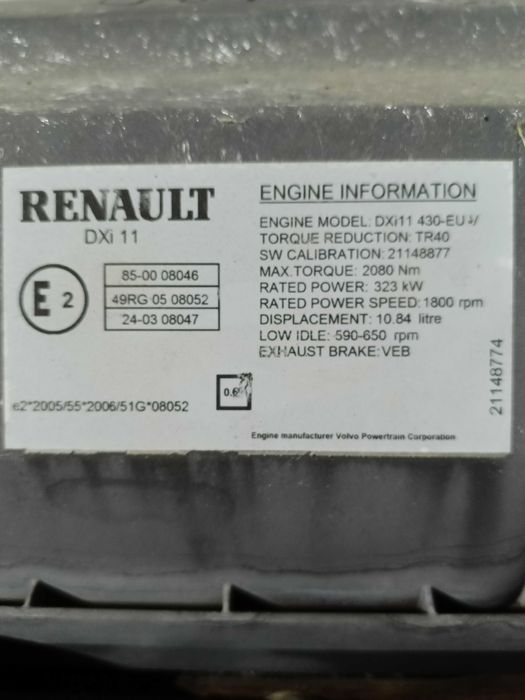 RENAULT
DXi 11
E 2
85-00 08046
49RG 05 08052
24-03 08047
e2*2005/55*2006/51G*08052
ENGINE INFORMATION
ENGINE MODEL: DXi11 430-EU
TORQUE REDUCTION: TR40
SW CALIBRATION: 21148877
MAX.TORQUE: 2080 Nm
RATED POWER: 323 kW
RATED POWER SPEED: 1800 rpm
DISPLACEMENT: 10.84 litre
LOW IDLE: 590-650 rpm
EXHAUST BRAKE: VEB
Engine manufacturer Volvo Powertrain Corporation
21148774